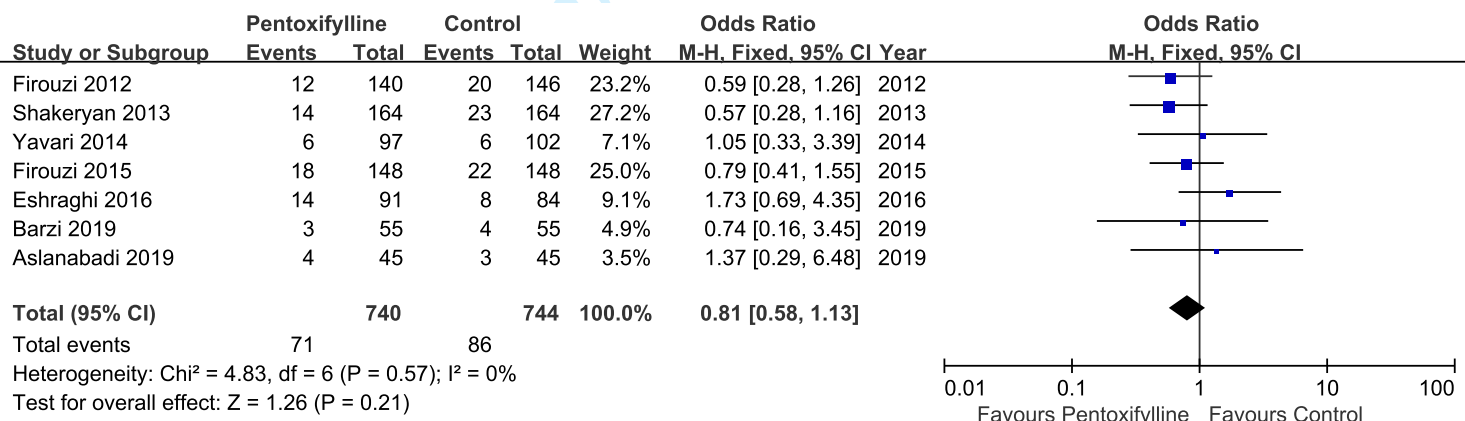 Pentoxifylline Control Odds Ratio Odds Ratio
Study or Subgroup Events Total Events Total Weight M-H, Fixed, 95% CI Year M-H, Fixed, 95% CI
Firouzi 2012 12 140 20 146 23.2% 0.59 [0.28, 1.26] 2012
Shakeryan 2013 14 164 23 164 27.2% 0.57 [0.28, 1.16] 2013
Yavari 2014 6 97 6 102 7.1% 1.05 [0.33, 3.39] 2014
Firouzi 2015 18 148 22 148 25.0% 0.79 [0.41, 1.55] 2015
Eshraghi 2016 14 91 8 84 9.1% 1.73 [0.69, 4.35] 2016
Barzi 2019 3 55 4 55 4.9% 0.74 [0.16, 3.45] 2019
Aslanabadi 2019 4 45 3 45 3.5% 1.37 [0.29, 6.48] 2019
Total (95% CI) 740 744 100.0% 0.81 [0.58, 1.13]
Total events 71 86
Heterogeneity: Chi² = 4.83, df = 6 (P = 0.57); I² = 0%
Test for overall effect: Z = 1.26 (P = 0.21)
0.01 0.1 1 10 100
Favours Pentoxifylline Favours Control